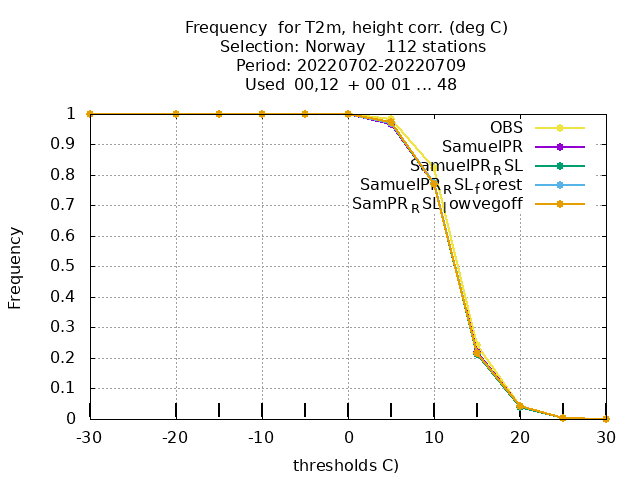 Frequency  for T2m, height corr. (deg C)
Selection: Norway    112 stations
Period: 20220702-20220709
Used  00,12  + 00 01 ... 48
1
0.9
0.8
0.7
0.6
0.5
0.4
0.3
0.2
0.1
0
Frequency
OBS
SamuelPR
SamuelPR_RSL
SamuelPR_RSL_forest
SamPR_RSL_lowvegoff
-30 -20 -10 0 10 20 30
thresholds C)